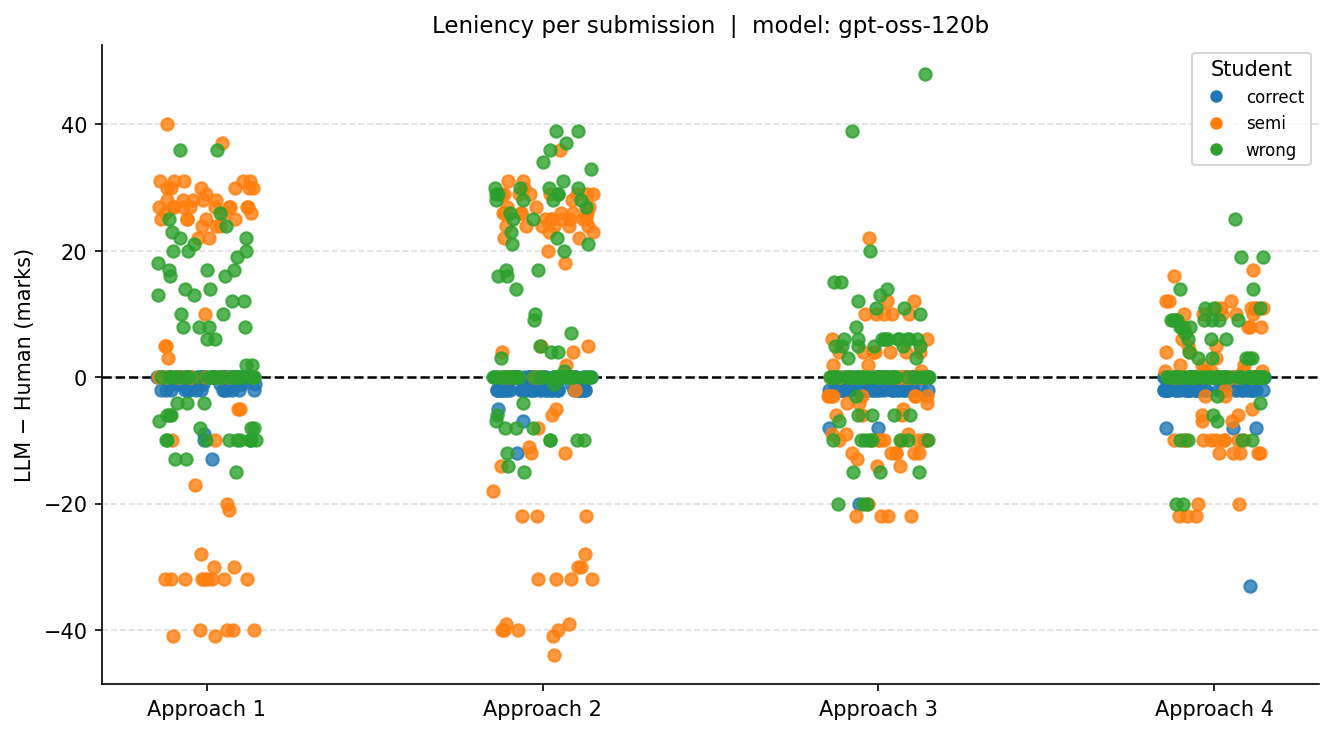 Leniency per submission | model: gpt-oss-120b
Student
correct
semi
wrong
LLM − Human (marks)
40
20
0
−20
−40
Approach 1
Approach 2
Approach 3
Approach 4